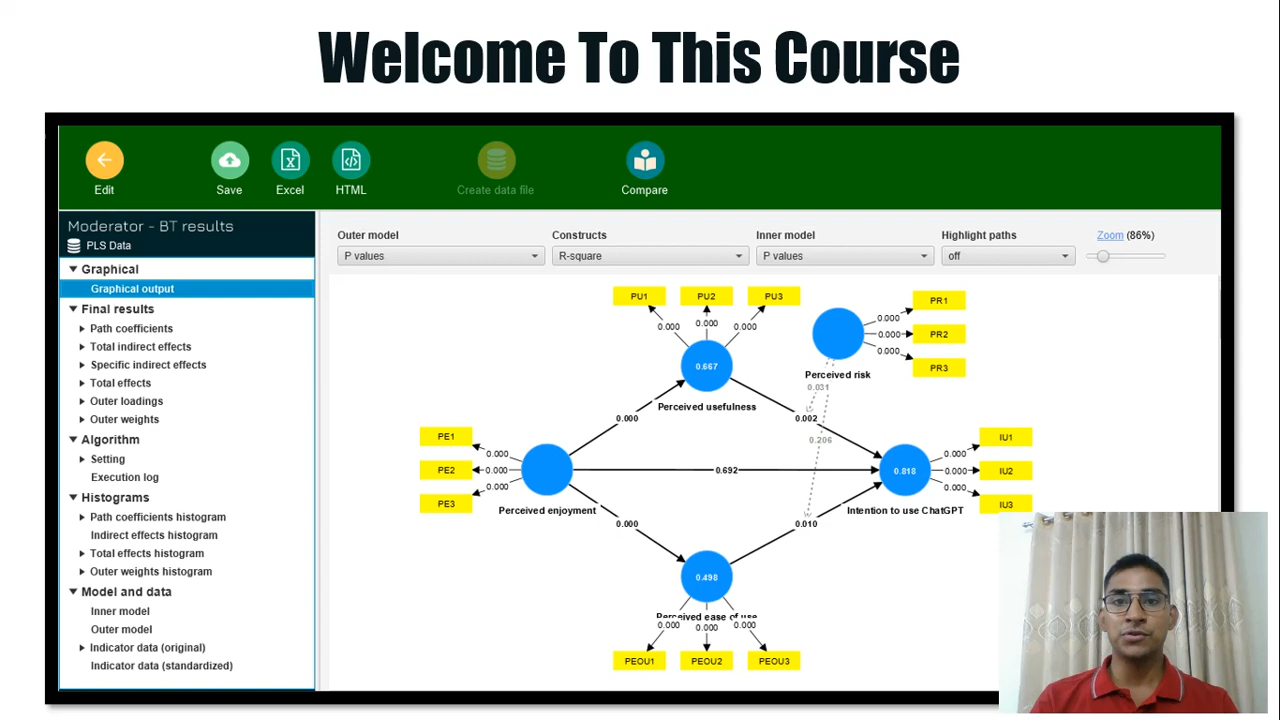 Welcome To This Course
Edit
Save
Excel
HTML
Create data file
Compare
Moderator - BT results
PLS Data
Graphical
Graphical output
Final results
Path coefficients
Total indirect effects
Specific indirect effects
Total effects
Outer loadings
Outer weights
Algorithm
Setting
Execution log
Histograms
Path coefficients histogram
Indirect effects histogram
Total effects histogram
Outer weights histogram
Model and data
Inner model
Outer model
Indicator data (original)
Indicator data (standardized)
Outer model
Constructs
Inner model
Highlight paths
Zoom (86%)
P values
R-square
P values
off
PU1
PU2
PU3
PR1
0.000
0.000
0.000
0.000
PR2
0.000
0.000
PR3
0.667
Perceived risk
0.031
Perceived usefulness
0.000
0.002
PE1
0.206
IU1
0.000
0.000
PE2
0.000
0.692
0.818
0.000
IU2
0.000
0.000
PE3
IU3
Perceived enjoyment
Intention to use ChatGPT
0.000
0.010
0.498
Perceived ease of use
0.000
0.000
0.000
PEOU1
PEOU2
PEOU3